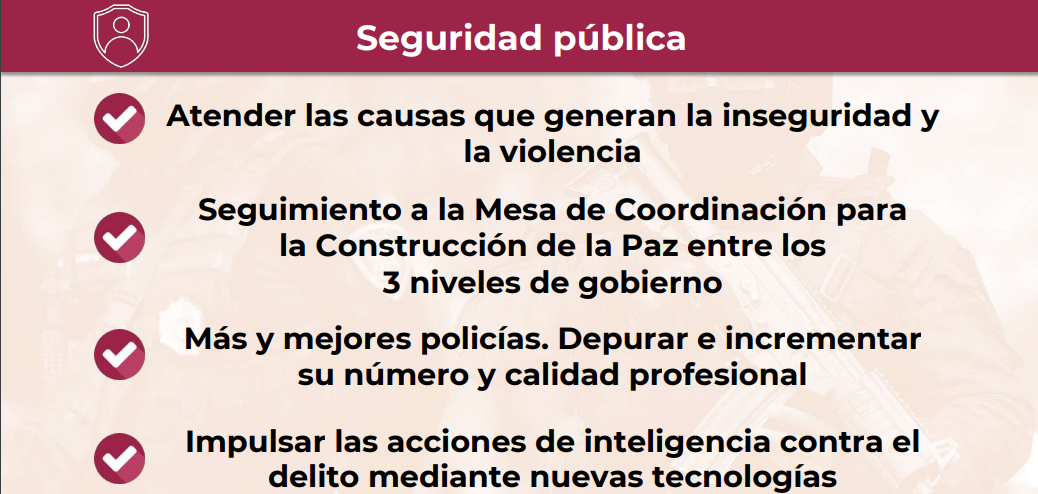 Seguridad pública
Atender las causas que generan la inseguridad y
la violencia
Seguimiento a la Mesa de Coordinación para
la Construcción de la Paz entre los
3 niveles de gobierno
Más y mejores policías. Depurar e incrementar
su número y calidad profesional
Impulsar las acciones de inteligencia contra el
delito mediante nuevas tecnologías